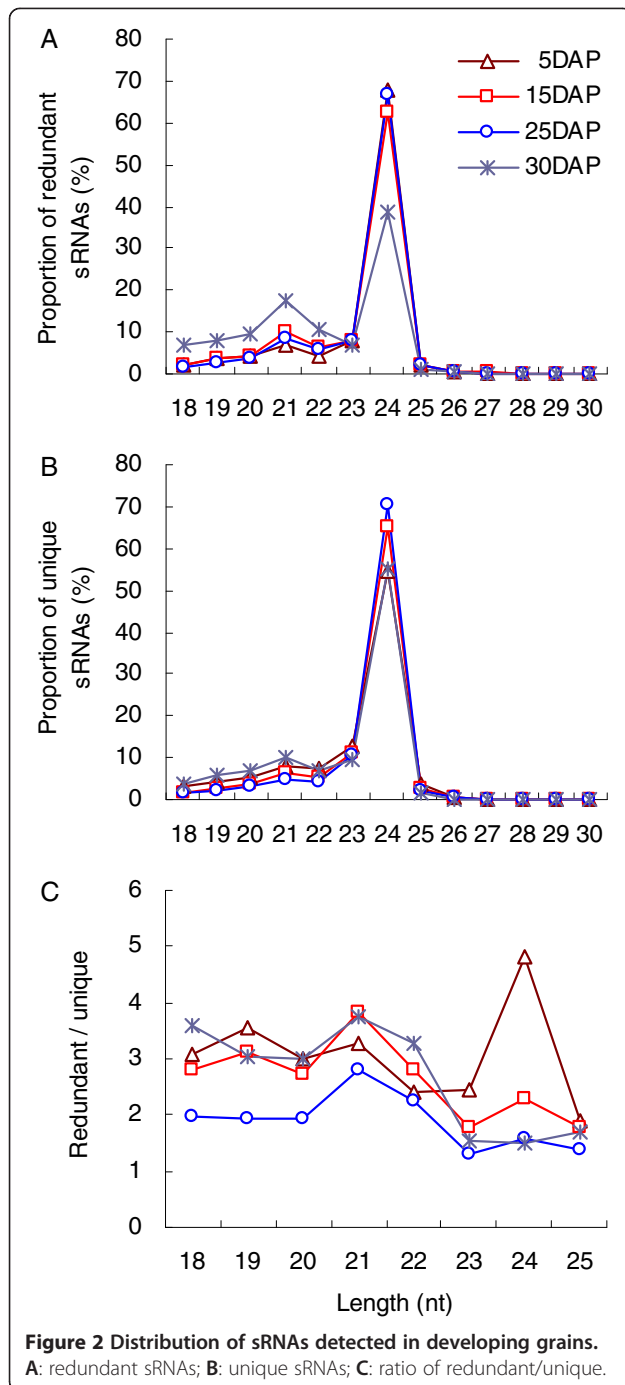 A
80
70
60
50
40
30
20
10
0
Proportion of redundant
sRNAs (%)
5DAP
15DAP
25DAP
30DAP
18 19 20 21 22 23 24 25 26 27 28 29 30
B
80
70
60
50
40
30
20
10
0
Proportion of unique
sRNAs (%)
18 19 20 21 22 23 24 25 26 27 28 29 30
C
6
5
4
3
2
1
0
Redundant / unique
18 19 20 21 22 23 24 25
Length (nt)
Figure 2 Distribution of sRNAs detected in developing grains.
A: redundant sRNAs; B: unique sRNAs; C: ratio of redundant/unique.